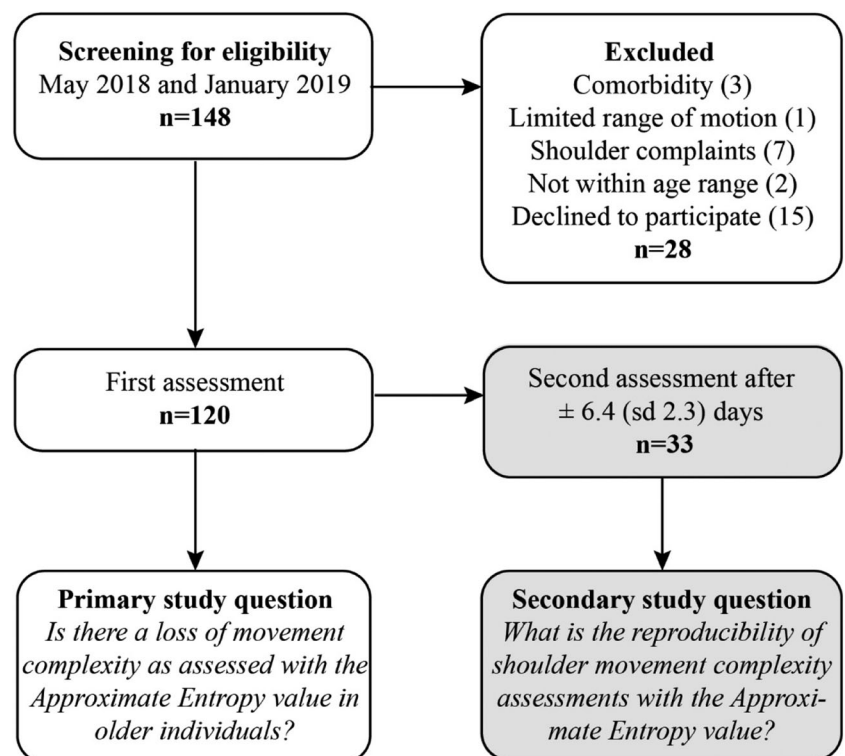 Screening for eligibility
May 2018 and January 2019
n=148
Excluded
Comorbidity (3)
Limited range of motion (1)
Shoulder complaints (7)
Not within age range (2)
Declined to participate (15)
n=28
First assessment
n=120
Second assessment after
± 6.4 (sd 2.3) days
n=33
Primary study question
Is there a loss of movement
complexity as assessed with the
Approximate Entropy value in
older individuals?
Secondary study question
What is the reproducibility of
shoulder movement complexity
assessments with the Approxi-
mate Entropy value?